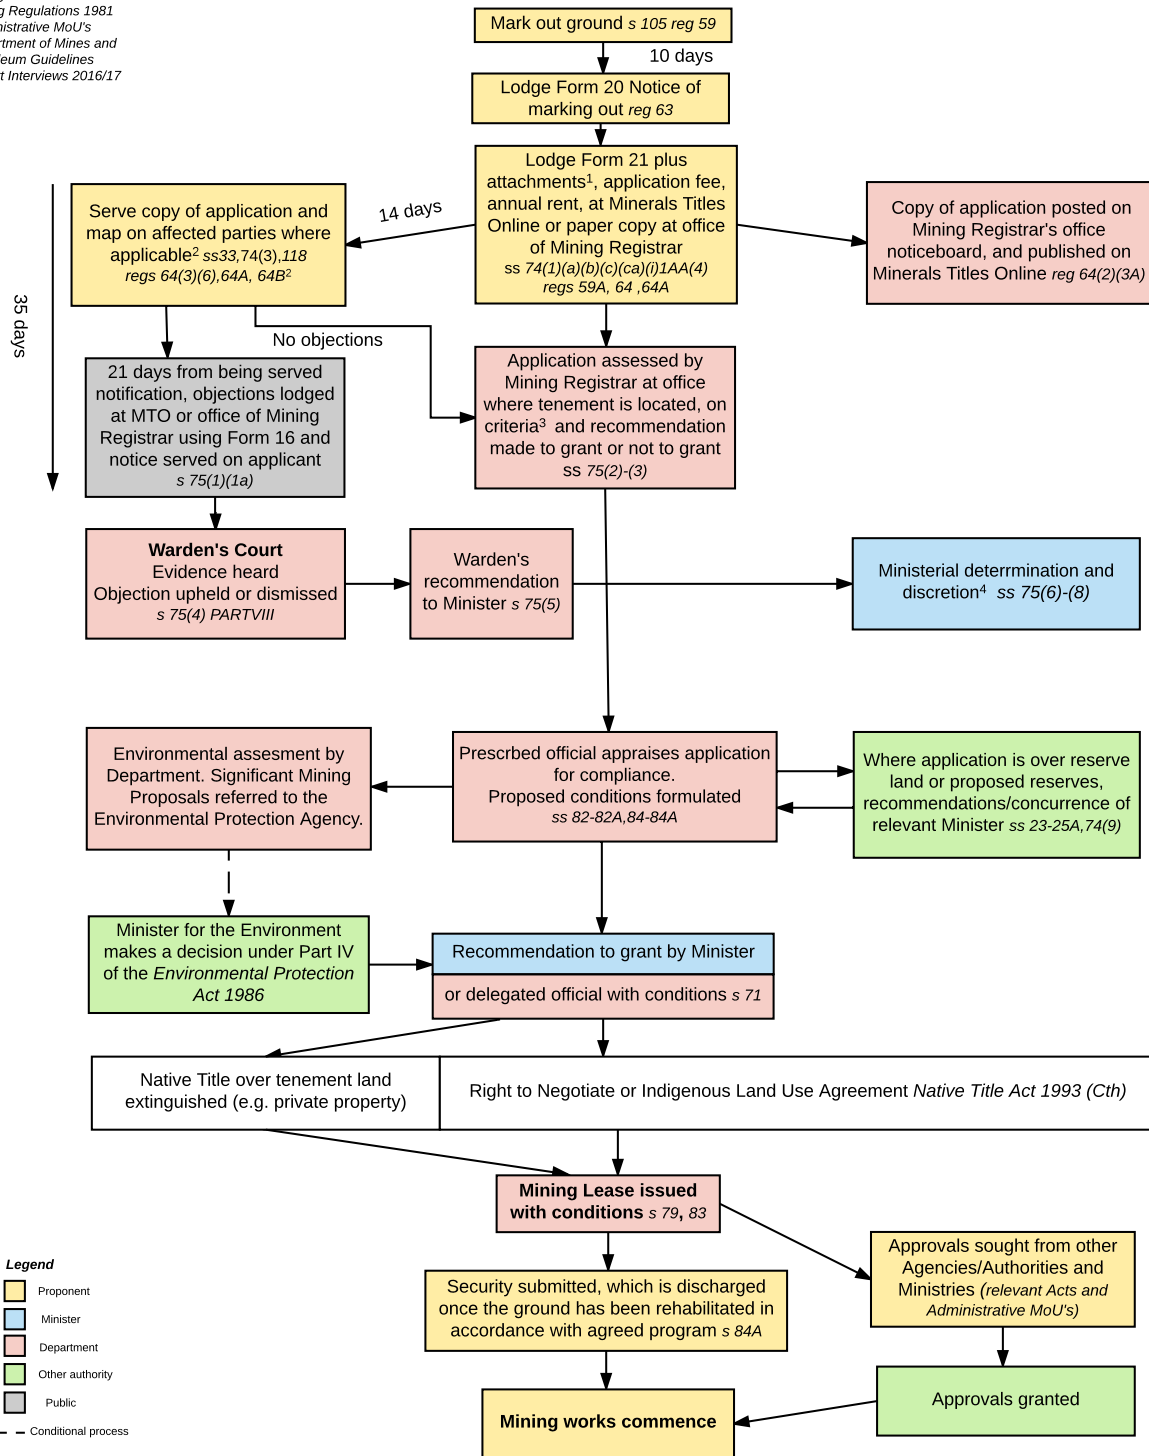 g Regulations 1981
nistrative MoU's
rtment of Mines and
eum Guidelines
t Interviews 2016/17
Mark out ground s 105 reg 59
10 days
Lodge Form 20 Notice of
marking out reg 63
Lodge Form 21 plus
attachments1, application fee,
annual rent, at Minerals Titles
Online or paper copy at office
of Mining Registrar
ss 74(1)(a)(b)(c)(ca)(i)1AA(4)
regs 59A, 64 ,64A
14 days
Serve copy of application and
map on affected parties where
applicable2 ss33,74(3),118
regs 64(3)(6),64A, 64B2
Copy of application posted on
Mining Registrar's office
noticeboard, and published on
Minerals Titles Online reg 64(2)(3A)
35 days
No objections
21 days from being served
notification, objections lodged
at MTO or office of Mining
Registrar using Form 16 and
notice served on applicant
s 75(1)(1a)
Application assessed by
Mining Registrar at office
where tenement is located, on
criteria3 and recommendation
made to grant or not to grant
ss 75(2)-(3)
Warden's Court
Evidence heard
Objection upheld or dismissed
s 75(4) PARTVIII
Warden's
recommendation
to Minister s 75(5)
Ministerial deterrmination and
discretion4 ss 75(6)-(8)
Environmental assesment by
Department. Significant Mining
Proposals referred to the
Environmental Protection Agency.
Prescrbed official appraises application
for compliance.
Proposed conditions formulated
ss 82-82A,84-84A
Where application is over reserve
land or proposed reserves,
recommendations/concurrence of
relevant Minister ss 23-25A,74(9)
Minister for the Environment
makes a decision under Part IV
of the Environmental Protection
Act 1986
Recommendation to grant by Minister
or delegated official with conditions s 71
Native Title over tenement land
extinguished (e.g. private property)
Right to Negotiate or Indigenous Land Use Agreement Native Title Act 1993 (Cth)
Mining Lease issued
with conditions s 79, 83
Approvals sought from other
Agencies/Authorities and
Ministries (relevant Acts and
Administrative MoU's)
Security submitted, which is discharged
once the ground has been rehabilitated in
accordance with agreed program s 84A
Approvals granted
Mining works commence
Legend
Proponent
Minister
Department
Other authority
Public
Conditional process